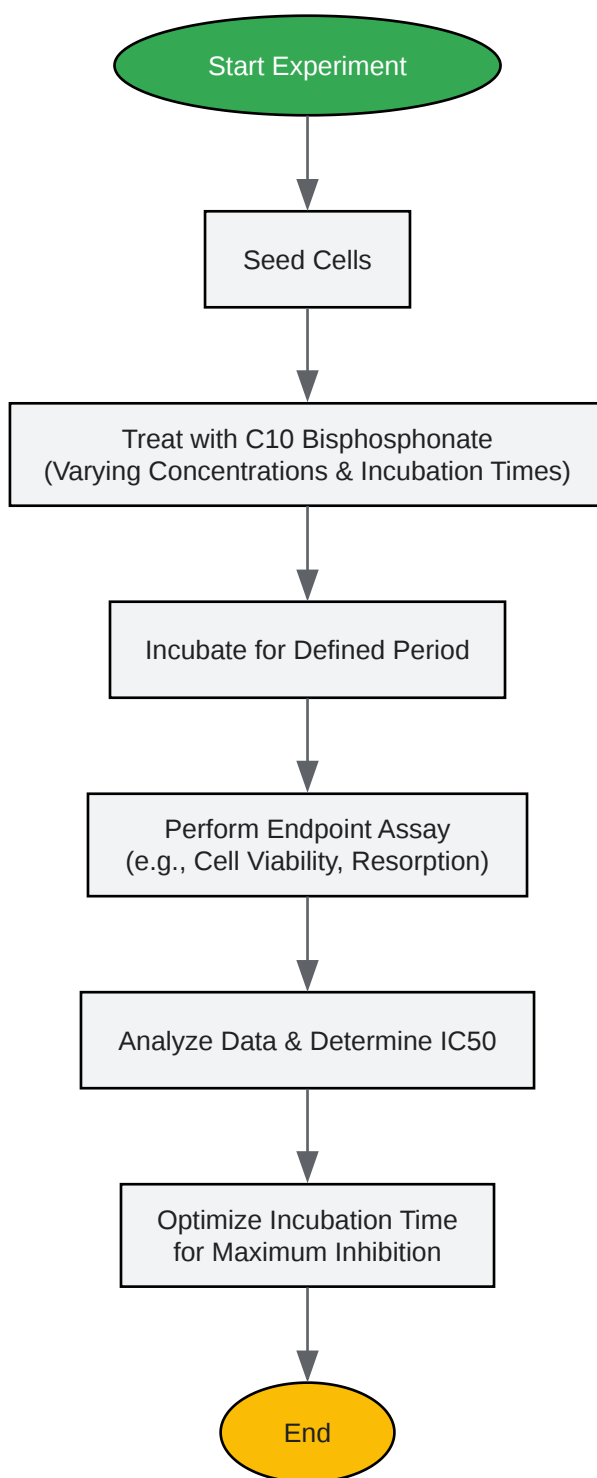 Start Experiment
Seed Cells
Treat with C10 Bisphosphonate
(Varying Concentrations & Incubation Times)
Incubate for Defined Period
Perform Endpoint Assay
(e.g., Cell Viability, Resorption)
Analyze Data & Determine IC50
Optimize Incubation Time
for Maximum Inhibition
End